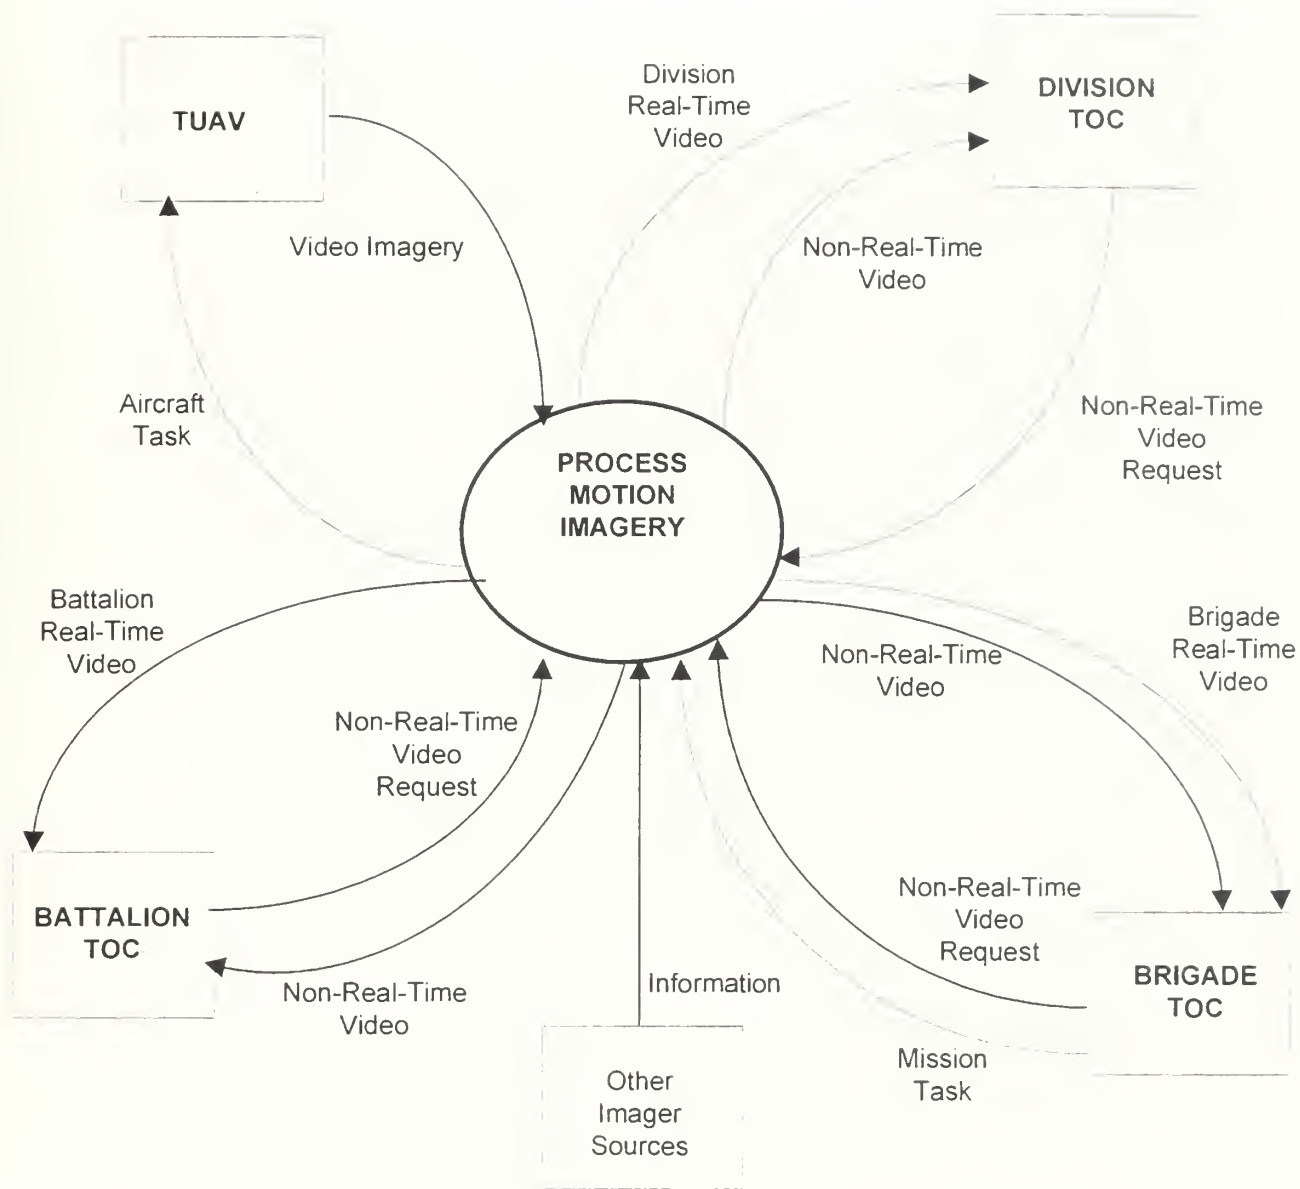 TUAV
Division
Real-Time
Video
DIVISION
TOC
Video Imagery
Non-Real-Time
Video
Aircraft
Task
Non-Real-Time
Video
Request
PROCESS
MOTION
IMAGERY
Battalion
Real-Time
Video
Non-Real-Time
Video
Brigade
Real-Time
Video
Non-Real-Time
Video
Request
BATTALION
TOC
Non-Real-Time
Video
Non-Real-Time
Video
Request
Information
BRIGADE
TOC
Mission
Task
Other
Imager
Sources